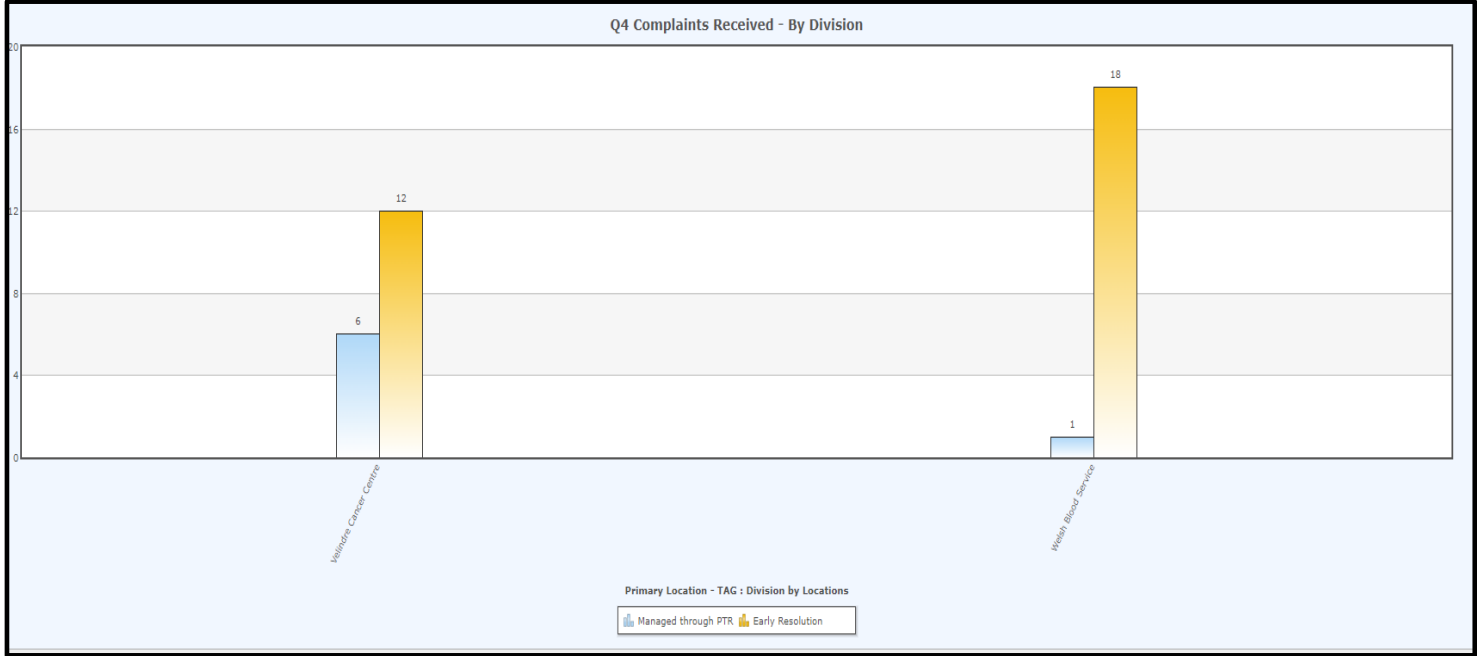 Q4 Complaints Received - By Division
20
18
16
12
12
8
6
4
1
0
Velindre Cancer Centre
Welsh Blood Service
Primary Location - TAG : Division by Locations
Managed through PTR Early Resolution